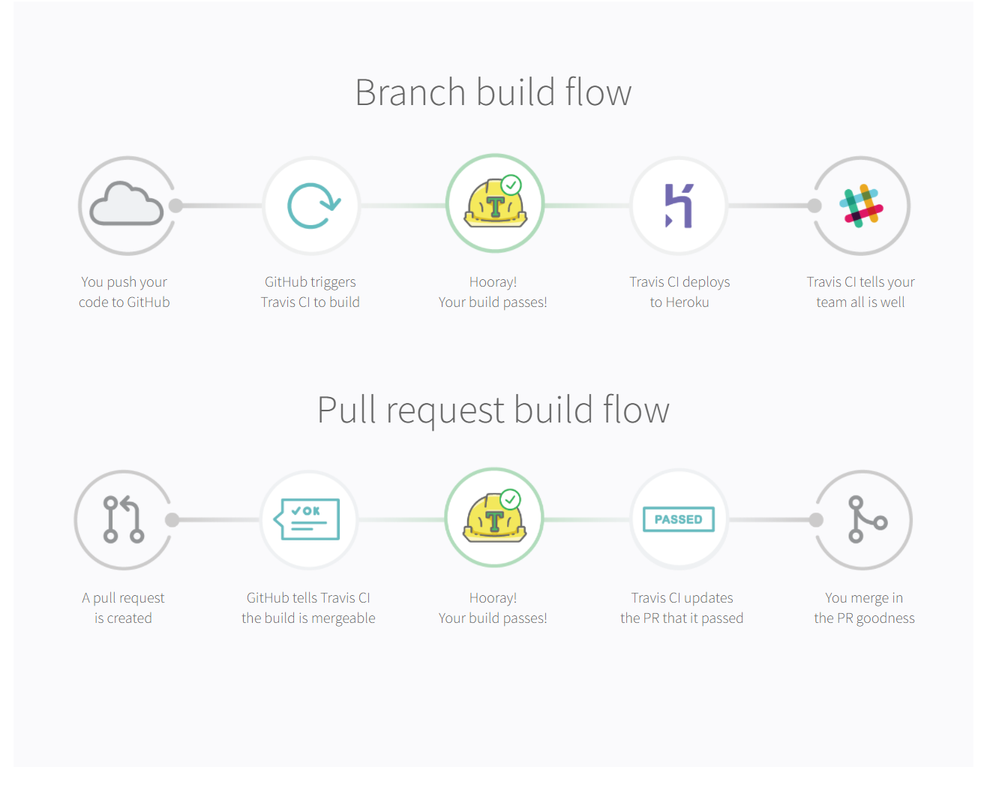 Branch build flow
T
You push your
code to GitHub
GitHub triggers
Travis CI to build
Hooray!
Your build passes!
Travis CI deploys
to Heroku
Travis CI tells your
team all is well
Pull request build flow
OK
T
PASSED
A pull request
is created
GitHub tells Travis CI
the build is mergeable
Hooray!
Your build passes!
Travis CI updates
the PR that it passed
You merge in
the PR goodness